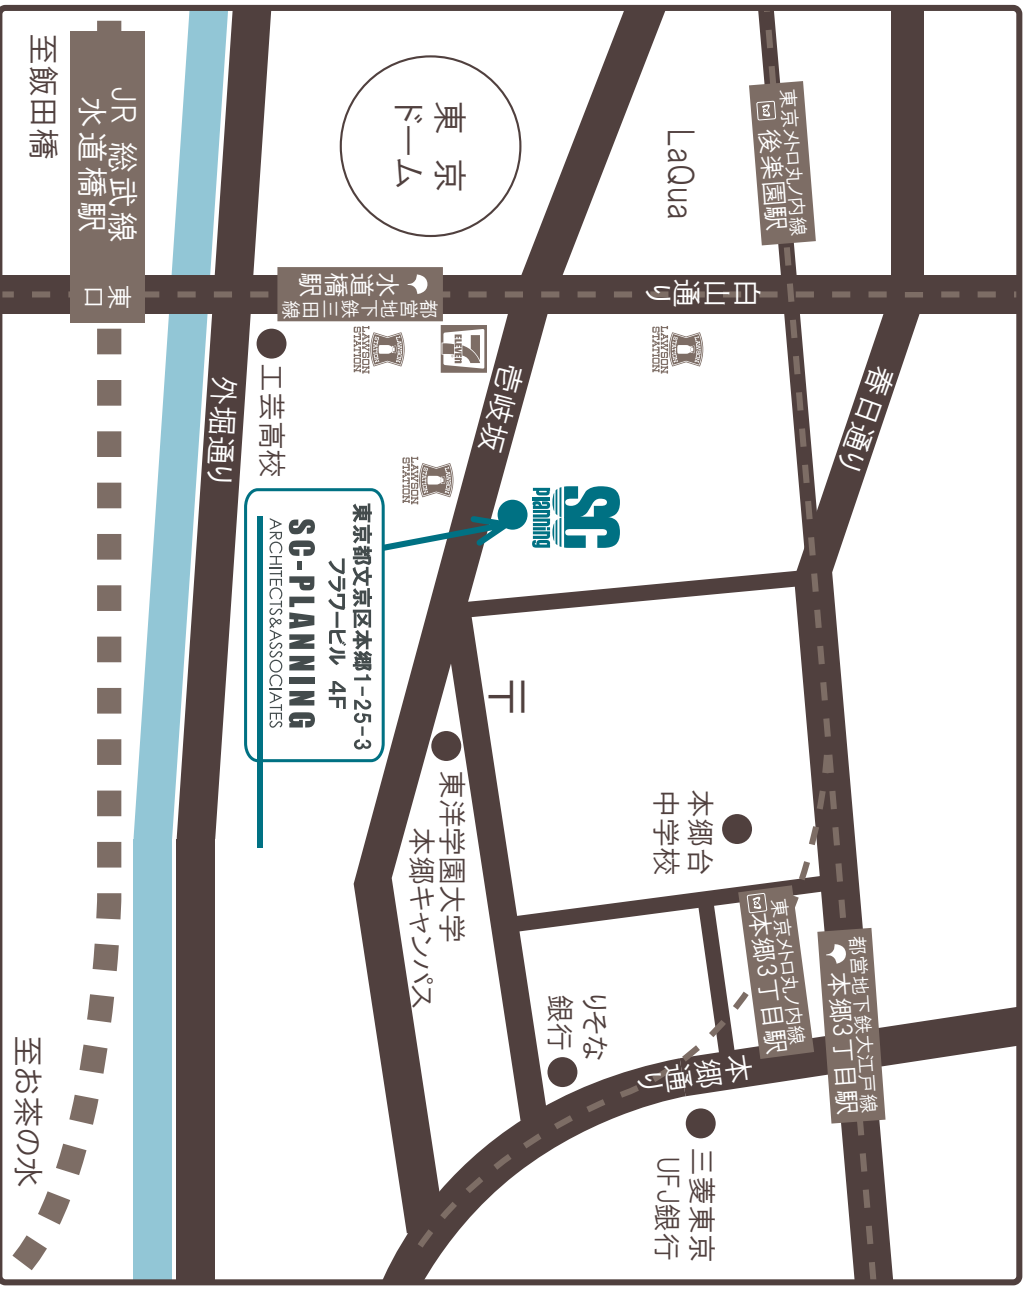 東京メトロ丸ノ内線
後楽園駅
LaQua
東京
ドーム
至飯田橋
JR 総武線
水道橋駅
東口
都営地下鉄三田線
水道橋駅
白山通り
春日通り
壱岐坂
外堀通り
工芸高校
LAWSON
STATION
7
ELEVEN
LAWSON
STATION
LAWSON
STATION
SC
planning
東京都文京区本郷1-25-3
フラワービル 4F
SC-PLANNING
ARCHITECTS&ASSOCIATES
〒
本郷台
中学校
東洋学園大学
本郷キャンパス
東京メトロ丸ノ内線
本郷3丁目駅
都営地下鉄大江戸線
本郷3丁目駅
りそな
銀行
本郷通り
三菱東京
UFJ銀行
至お茶の水